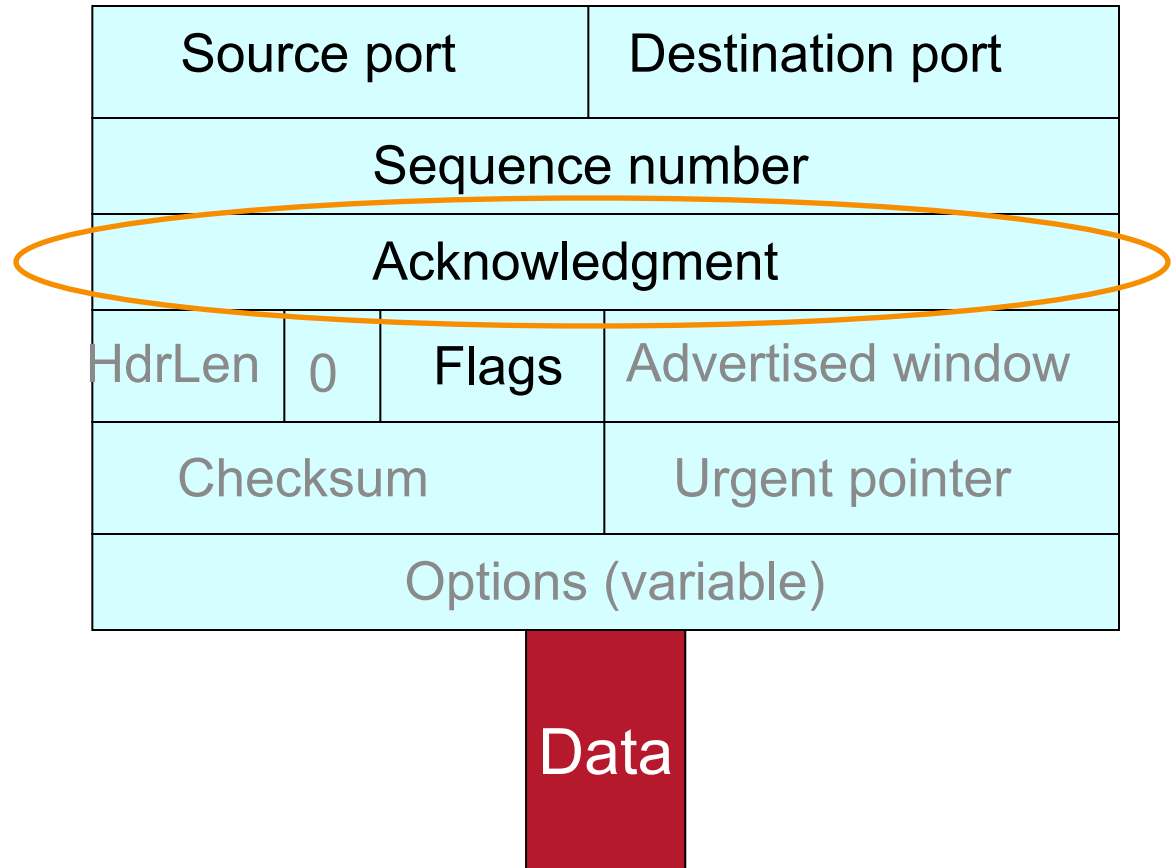 Source port Destination port
Sequence number
Acknowledgment
HdrLen 0 Flags Advertised window
Checksum Urgent pointer
Options (variable)
Data